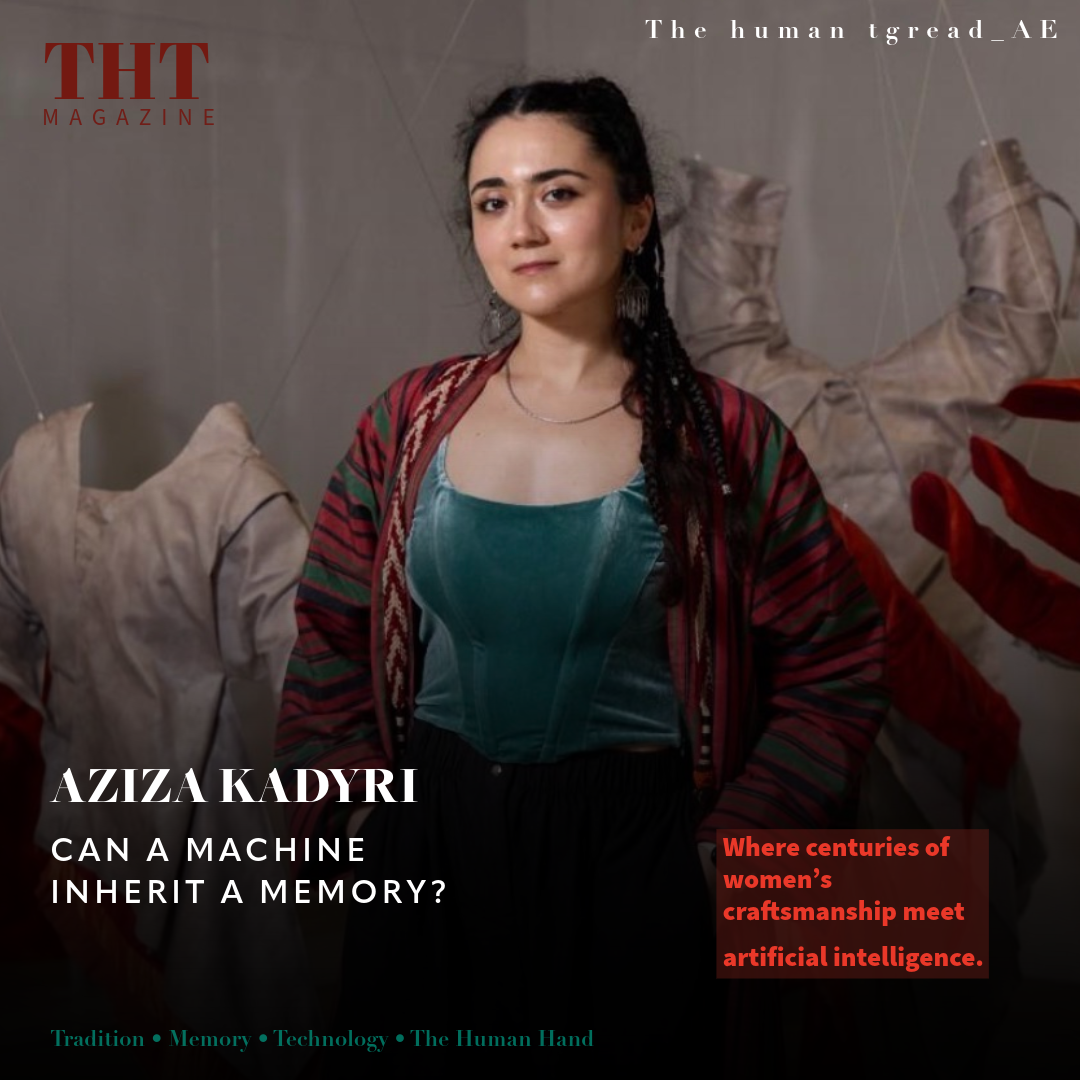 The human tgread_AE
THT
MAGAZINE
AZIZA KADYRI
CAN A MACHINE
INHERIT A MEMORY?
Where centuries of
women’s
craftsmanship meet
artificial intelligence.
Tradition • Memory • Technology • The Human Hand